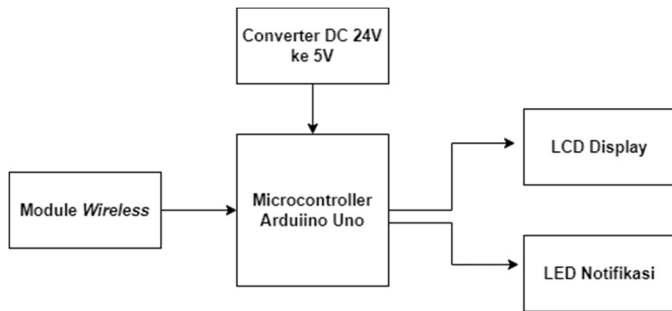 Converter DC 24V
ke 5V
Module Wireless
Microcontroller
Arduiino Uno
LCD Display
LED Notifikasi